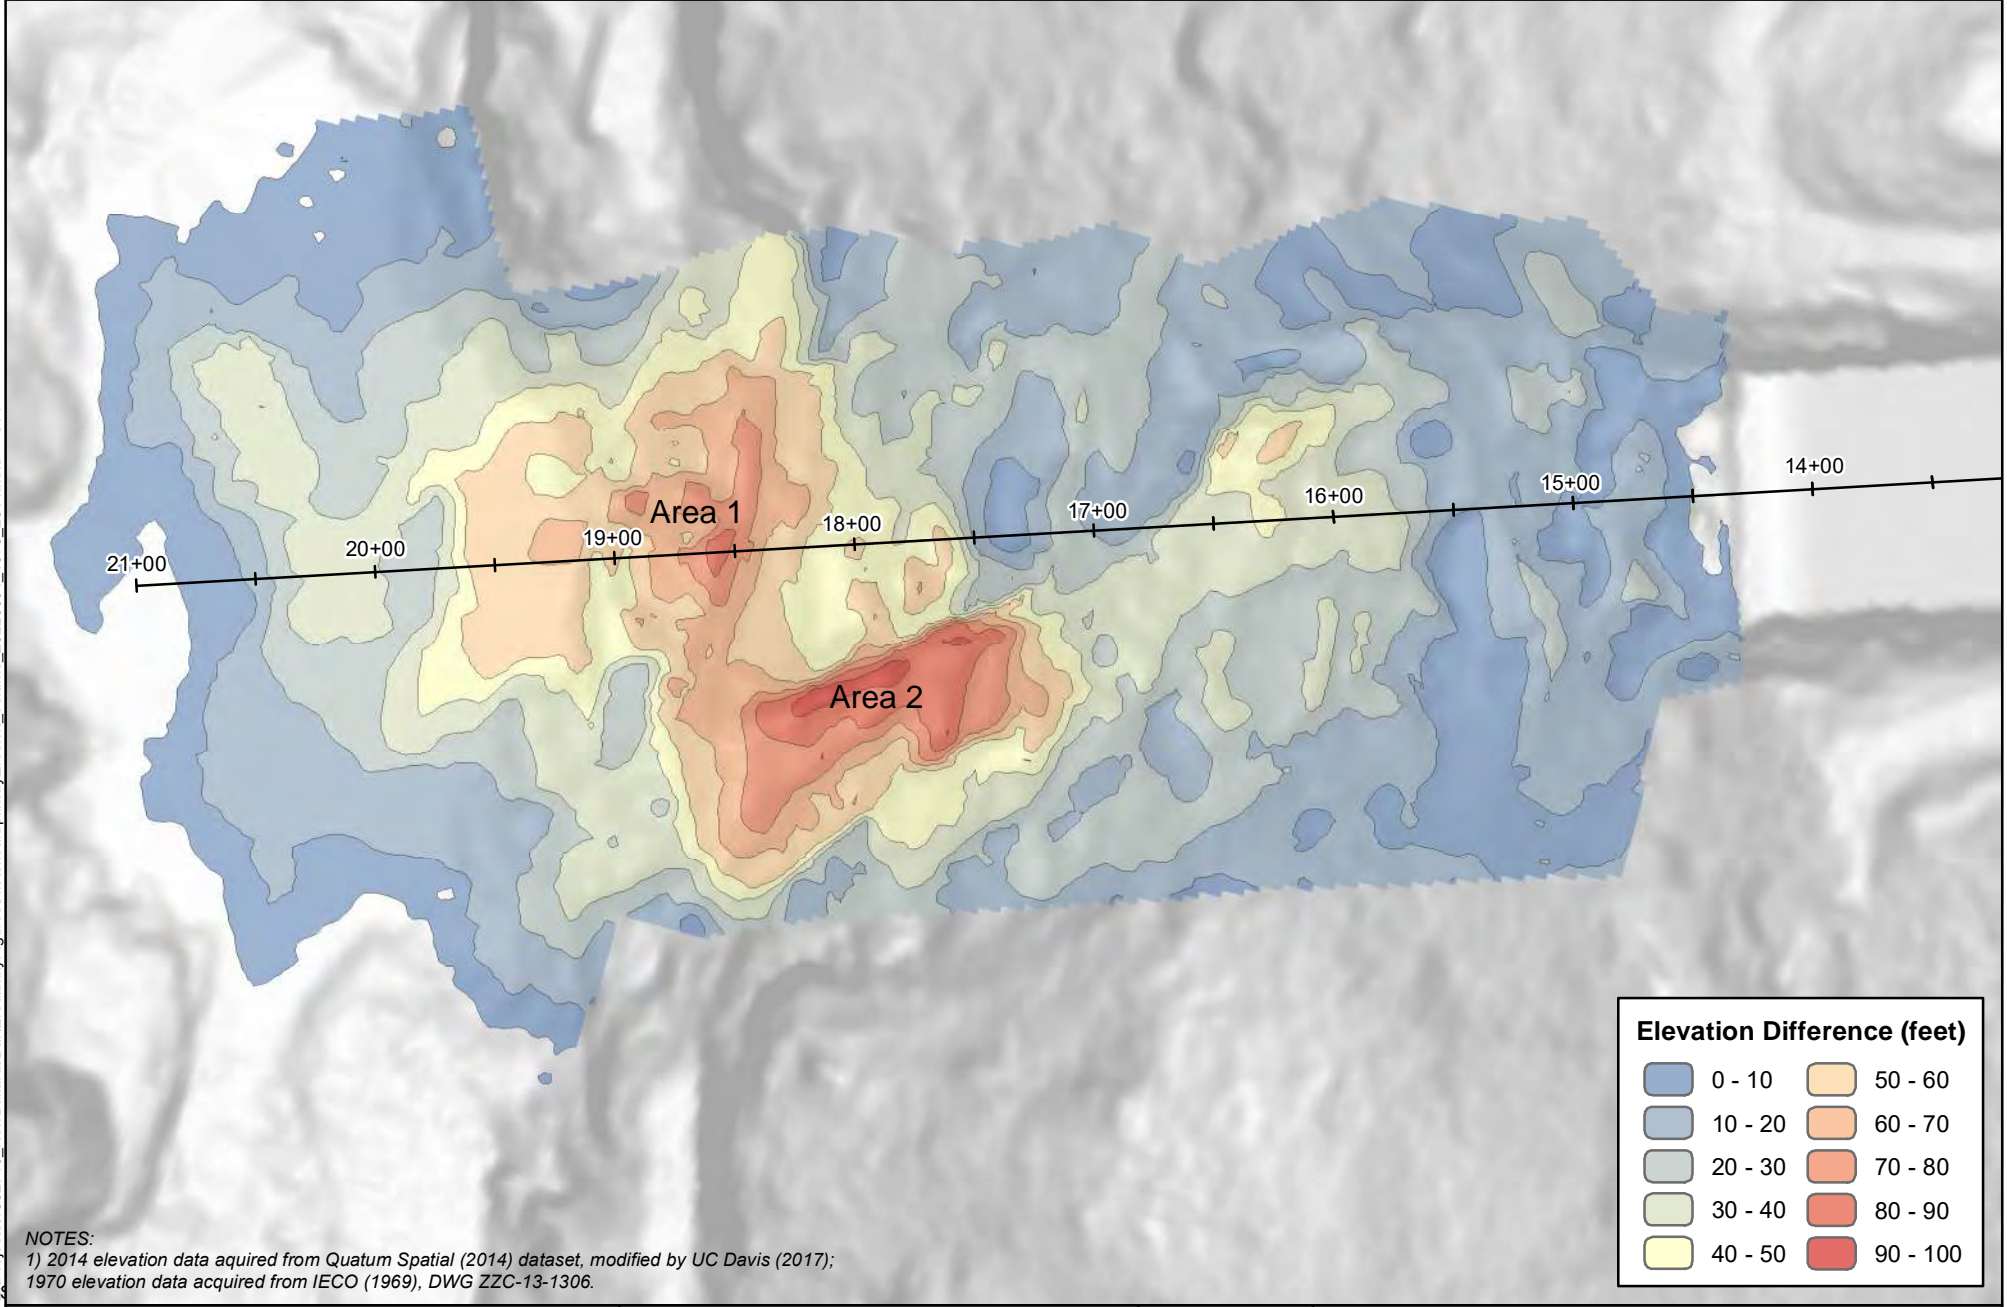 Area 1
Area 2
21+00
20+00
19+00
18+00
17+00
16+00
15+00
14+00
Elevation Difference (feet)
0 - 10
10 - 20
20 - 30
30 - 40
40 - 50
50 - 60
60 - 70
70 - 80
80 - 90
90 - 100
NOTES:
1) 2014 elevation data aquired from Quatum Spatial (2014) dataset, modified by UC Davis (2017);
1970 elevation data acquired from IECO (1969), DWG ZZC-13-1306.